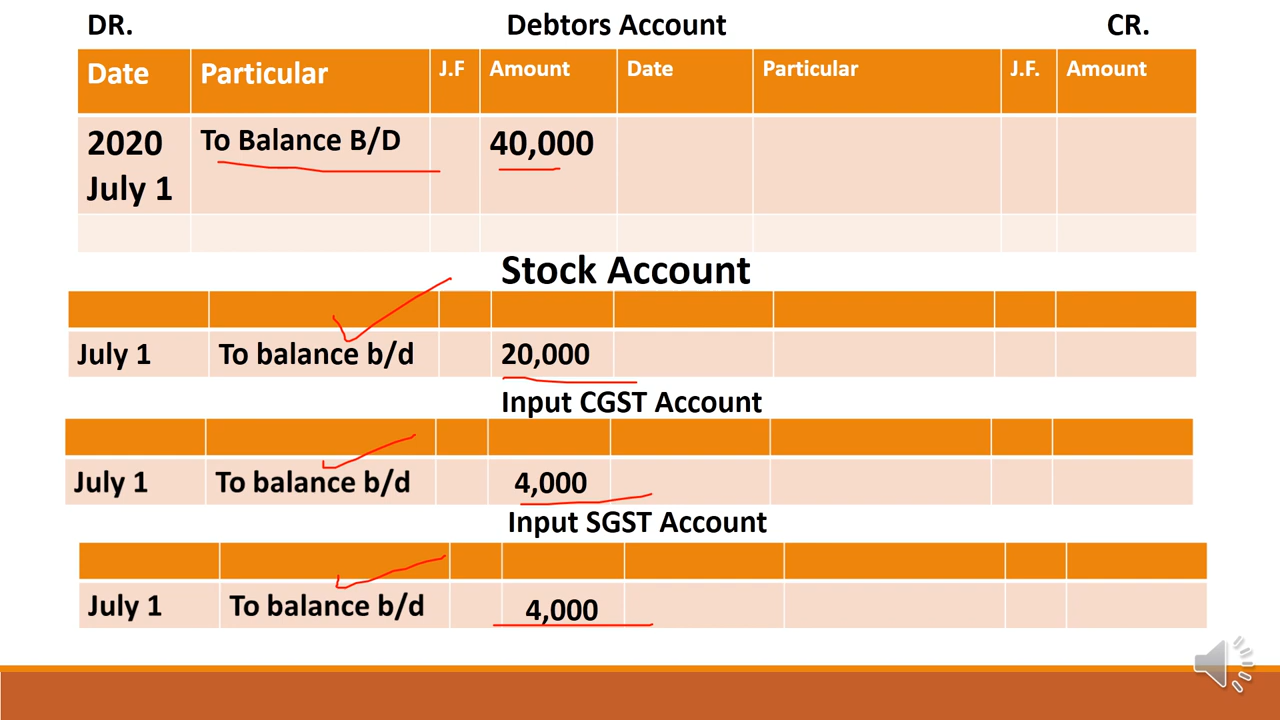 DR. Debtors Account CR.
Date Particular J.F Amount Date Particular J.F. Amount
2020 To Balance B/D 40,000
July 1
Stock Account
July 1 To balance b/d 20,000
Input CGST Account
July 1 To balance b/d 4,000
Input SGST Account
July 1 To balance b/d 4,000